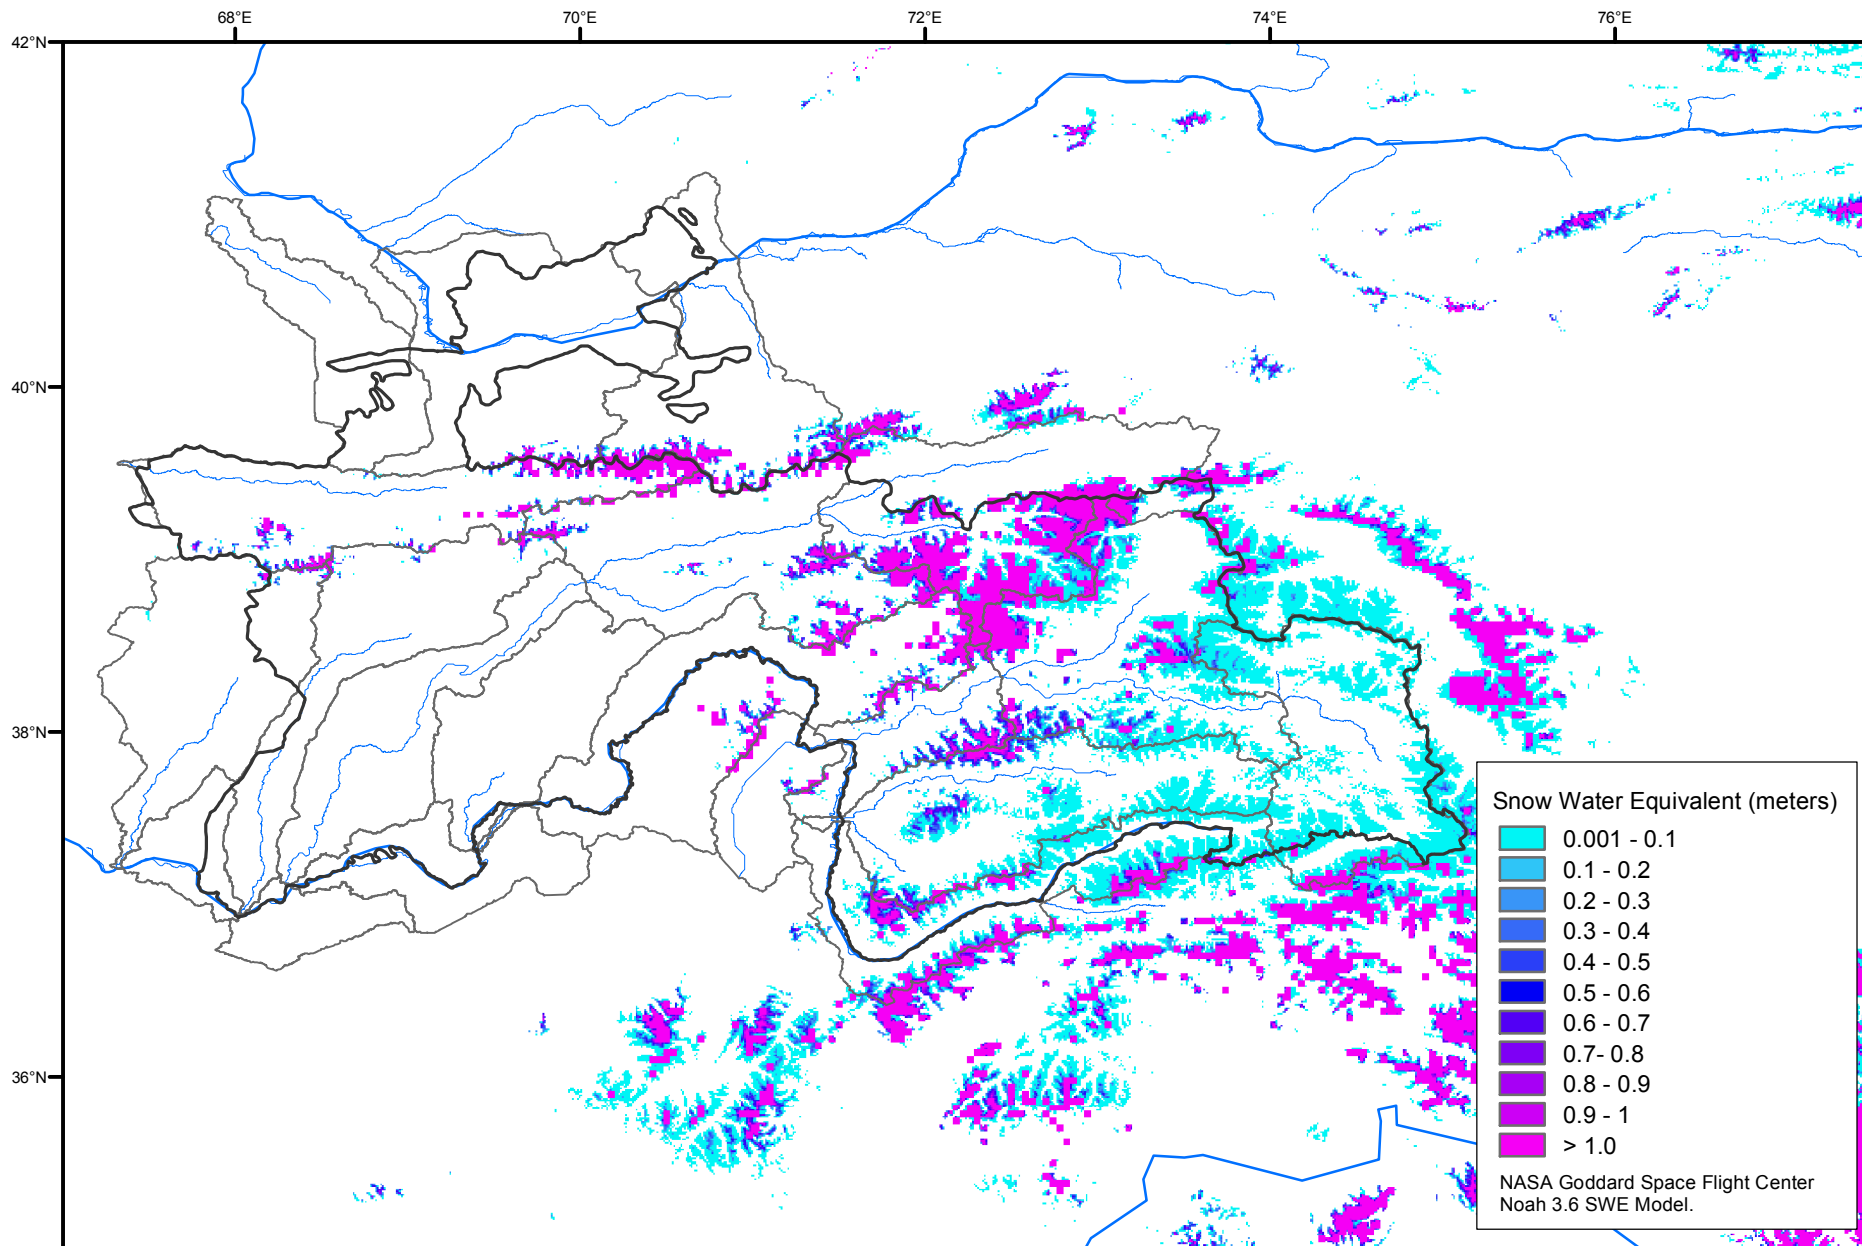 68°E 70°E 72°E 74°E 76°E
42°N
40°N
38°N
36°N
Snow Water Equivalent (meters)
0.001 - 0.1
0.1 - 0.2
0.2 - 0.3
0.3 - 0.4
0.4 - 0.5
0.5 - 0.6
0.6 - 0.7
0.7- 0.8
0.8 - 0.9
0.9 - 1
> 1.0
NASA Goddard Space Flight Center
Noah 3.6 SWE Model.